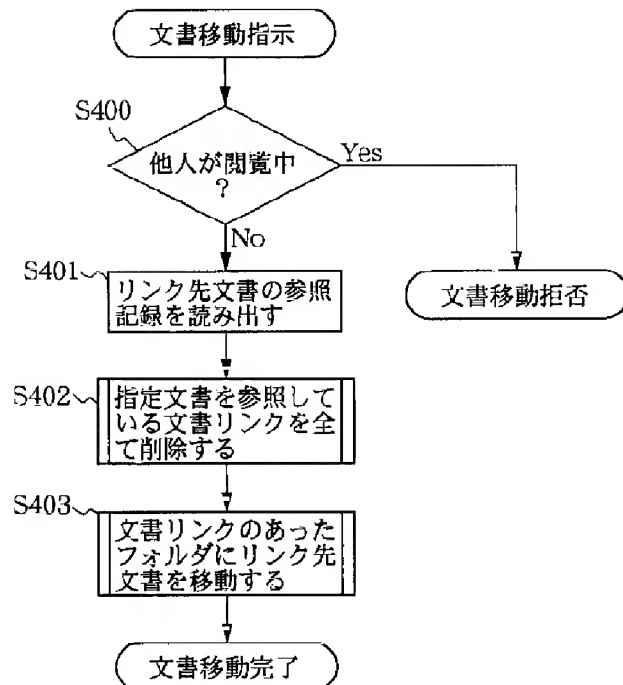 文書移動指示
S400
他人が閲覧中
?
Yes
No
S401
リンク先文書の参照
記録を読み出す
文書移動拒否
S402
指定文書を参照して
いる文書リンクを全
て削除する
S403
文書リンクのあった
フォルダにリンク先
文書を移動する
文書移動完了